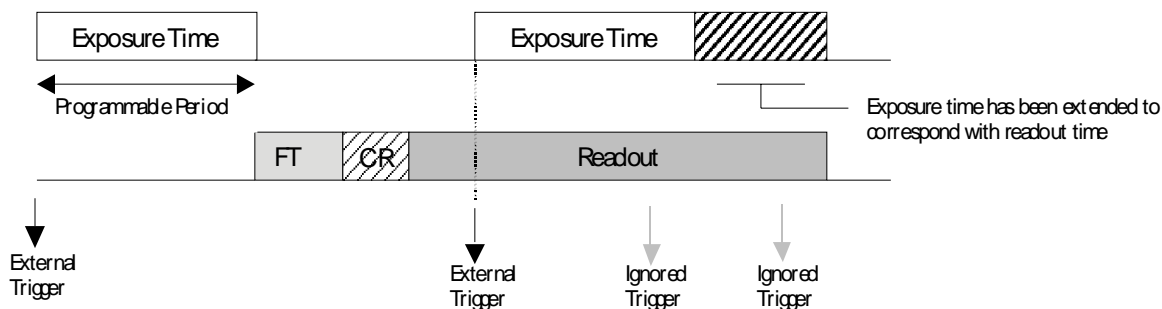 Exposure Time
Exposure Time
Programmable Period
Exposure time has been extended to
correspond with readout time
FT
CR
Readout
External
Trigger
External
Trigger
Ignored
Trigger
Ignored
Trigger